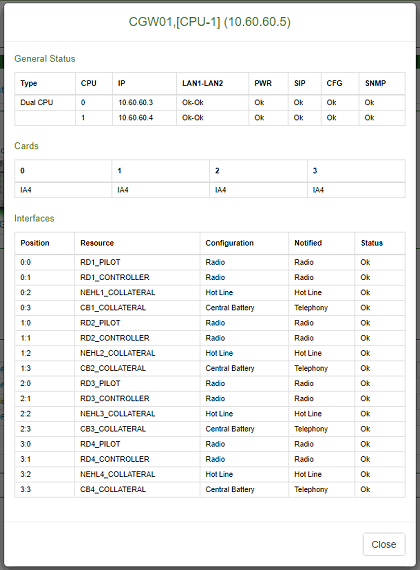 CGW01,[CPU-1] (10.60.60.5)
General Status
Type CPU IP LAN1-LAN2 PWR SIP CFG SNMP
Dual CPU 0 10.60.60.3 Ok-Ok Ok Ok Ok Ok
1 10.60.60.4 Ok-Ok Ok Ok Ok Ok
Cards
0 1 2 3
IA4 IA4 IA4 IA4
Interfaces
Position Resource Configuration Notified Status
0:0 RD1_PILOT Radio Radio Ok
0:1 RD1_CONTROLLER Radio Radio Ok
0:2 NEHL1_COLLATERAL Hot Line Hot Line Ok
0:3 CB1_COLLATERAL Central Battery Telephony Ok
1:0 RD2_PILOT Radio Radio Ok
1:1 RD2_CONTROLLER Radio Radio Ok
1:2 NEHL2_COLLATERAL Hot Line Hot Line Ok
1:3 CB2_COLLATERAL Central Battery Telephony Ok
2:0 RD3_PILOT Radio Radio Ok
2:1 RD3_CONTROLLER Radio Radio Ok
2:2 NEHL3_COLLATERAL Hot Line Hot Line Ok
2:3 CB3_COLLATERAL Central Battery Telephony Ok
3:0 RD4_PILOT Radio Radio Ok
3:1 RD4_CONTROLLER Radio Radio Ok
3:2 NEHL4_COLLATERAL Hot Line Hot Line Ok
3:3 CB4_COLLATERAL Central Battery Telephony Ok
Close